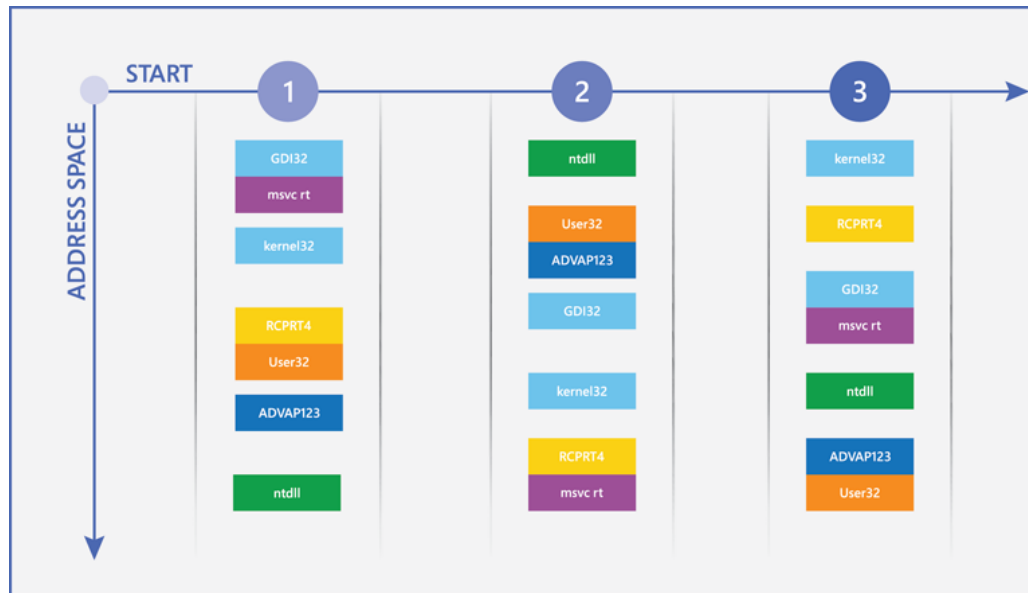 START
1
2
3
ADDRESS SPACE
GDI32
msvc rt
kernel32
RCPRT4
User32
ADVAP123
ntdll
ntdll
User32
ADVAP123
GDI32
kernel32
RCPRT4
msvc rt
kernel32
RCPRT4
GDI32
msvc rt
ntdll
ADVAP123
User32